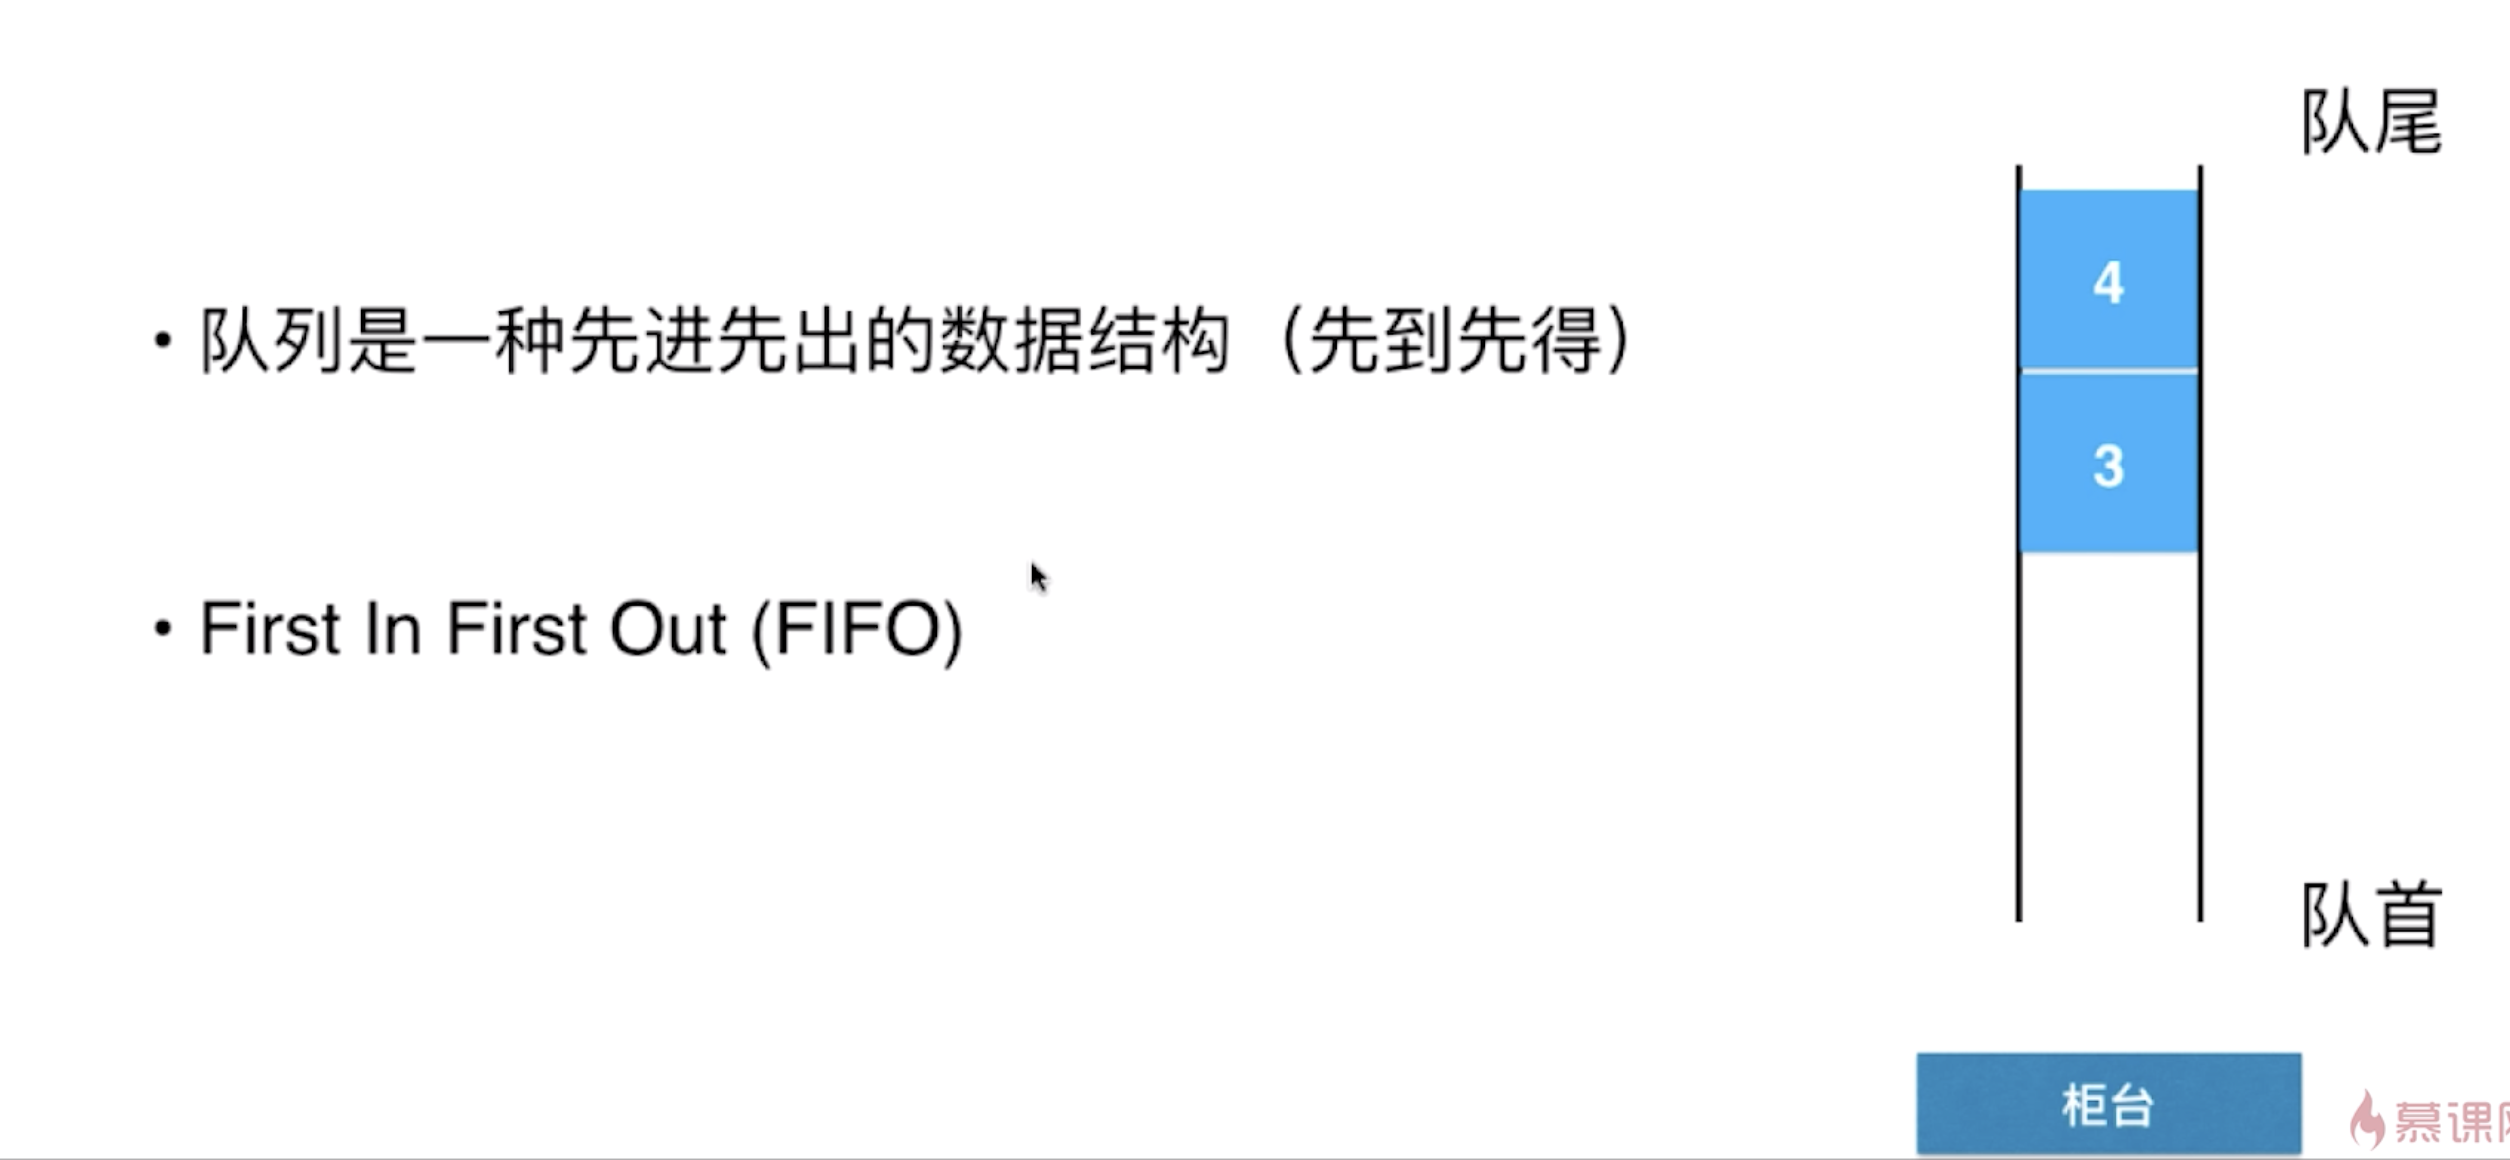 队尾
4
• 队列是一种先进先出的数据结构（先到先得）
3
• First In First Out (FIFO)
队首
柜台
慕课